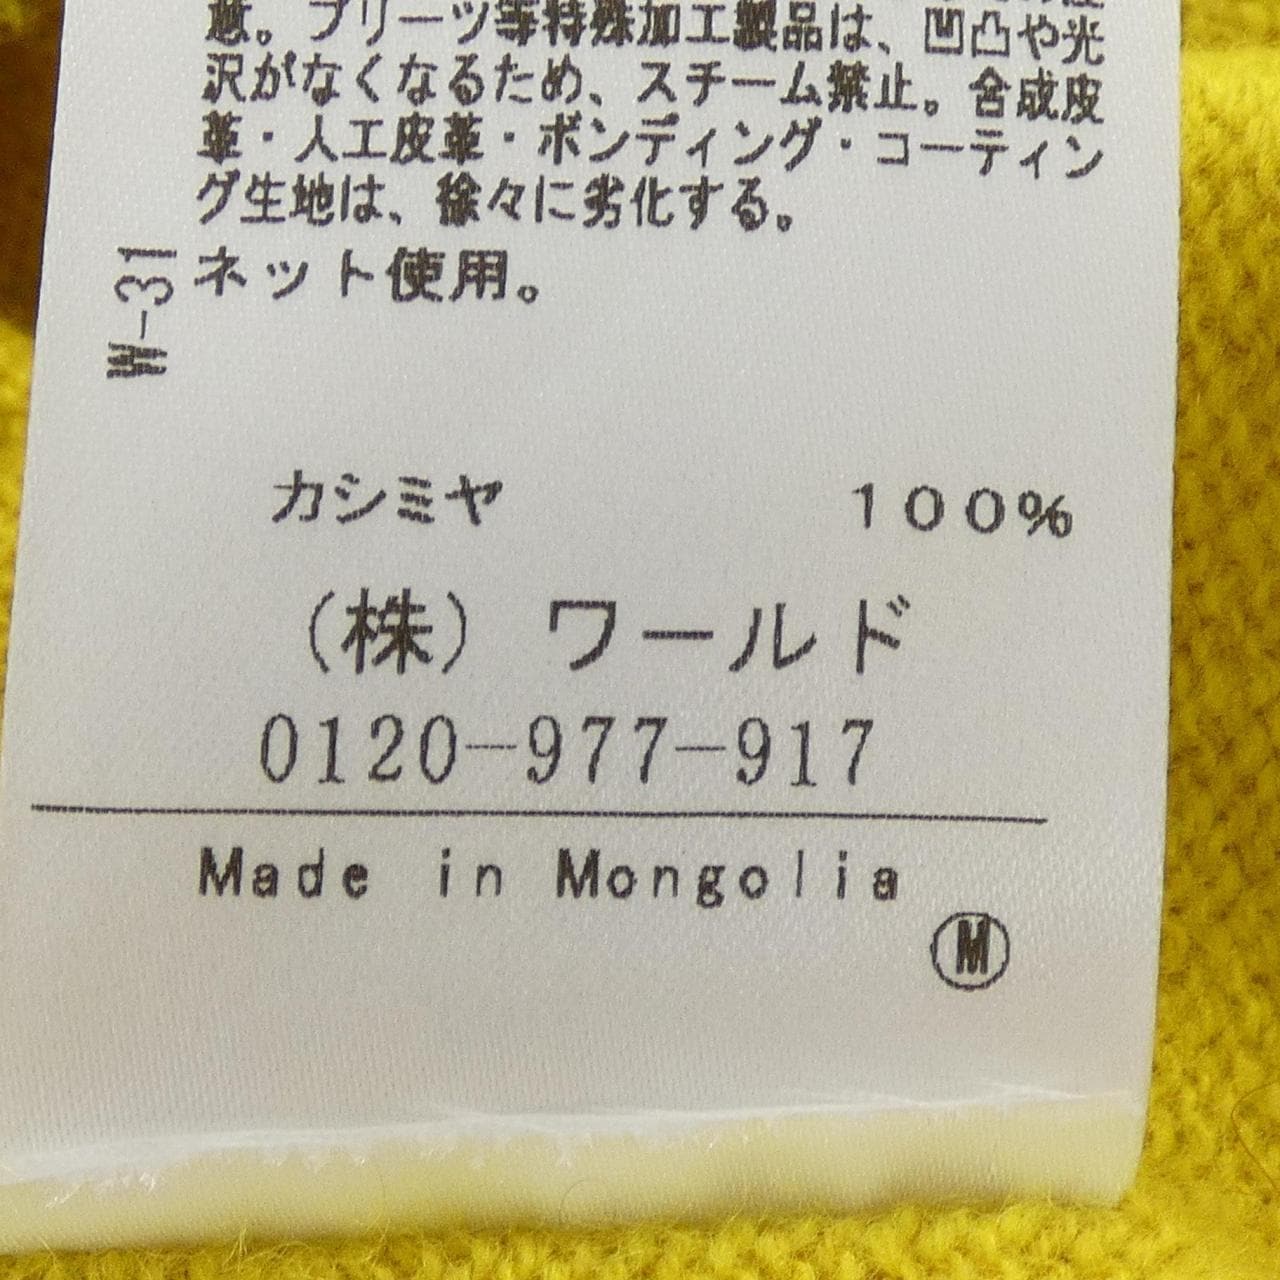 意。プリーツ等特殊加工製品は、凹凸や光
沢がなくなるため、スチーム禁止。合成皮
革・人工皮革・ボンディング・コーティン
グ生地は、徐々に劣化する。
W-31
ネット使用。
カシミヤ 100%
(株)ワールド
0120-977-917
Made in Mongolia
M